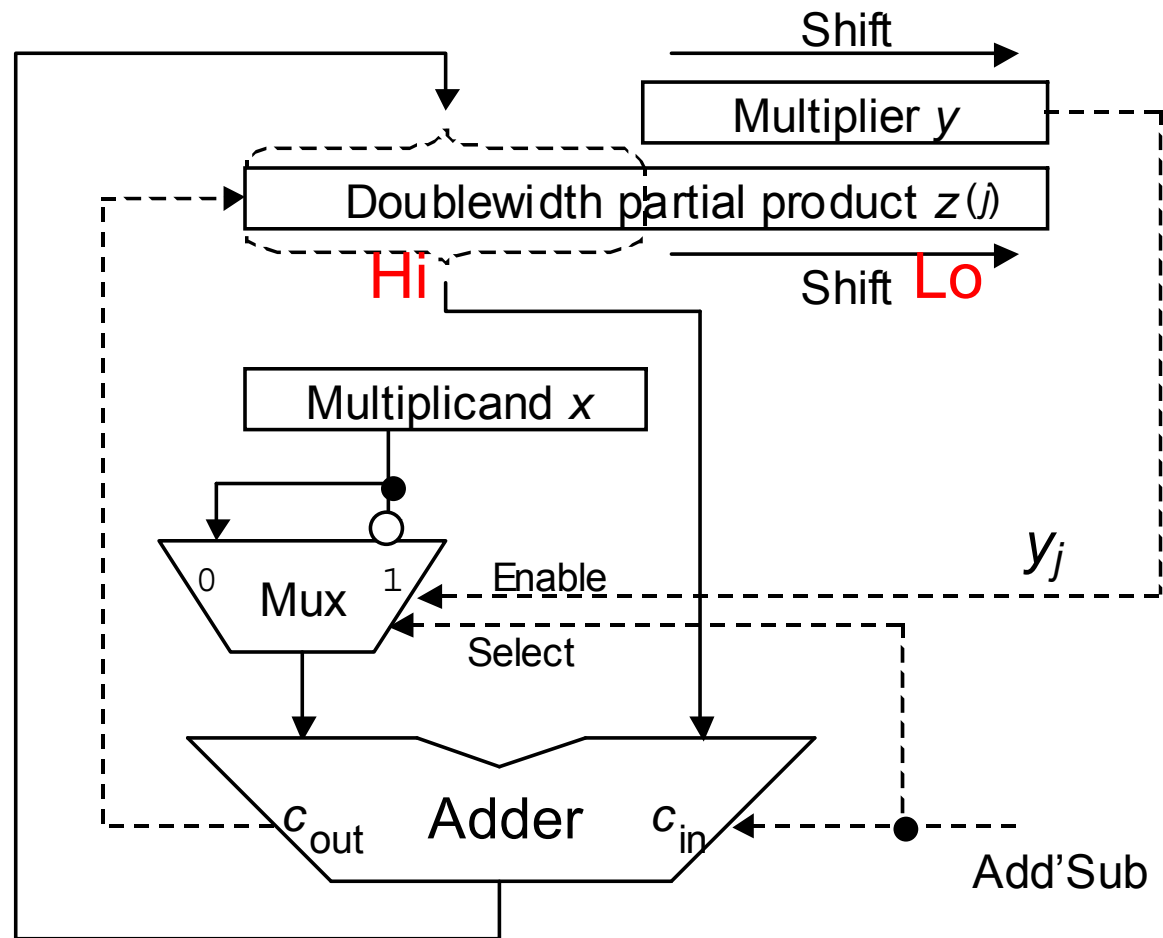 Shift
Multiplier y
Doublewidth partial product z(j)
Hi
Shift
Lo
Multiplicand x
0
Mux
1
Enable
yj
Select
cout
Adder
cin
Add'Sub